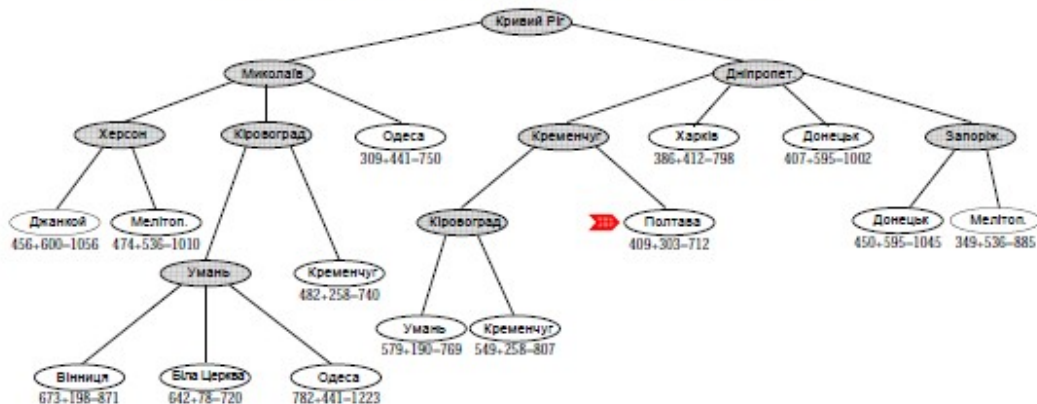 Кривий Ріг
Миколаїв
Дніпропет.
Херсон
Кіровоград
Одеса
309+441–750
Кременчуг
Харків
386+412–798
Донецьк
407+595–1002
Запоріж.
Джанкой
456+600–1056
Мелітоп.
474+536–1010
Кіровоград
Полтава
409+303–712
Донецьк
450+595–1045
Мелітоп.
349+536–885
Умань
Кременчуг
482+258–740
Умань
579+190–769
Кременчуг
549+258–807
Вінниця
673+198–871
Біла Церква
642+78–720
Одеса
782+441–1223